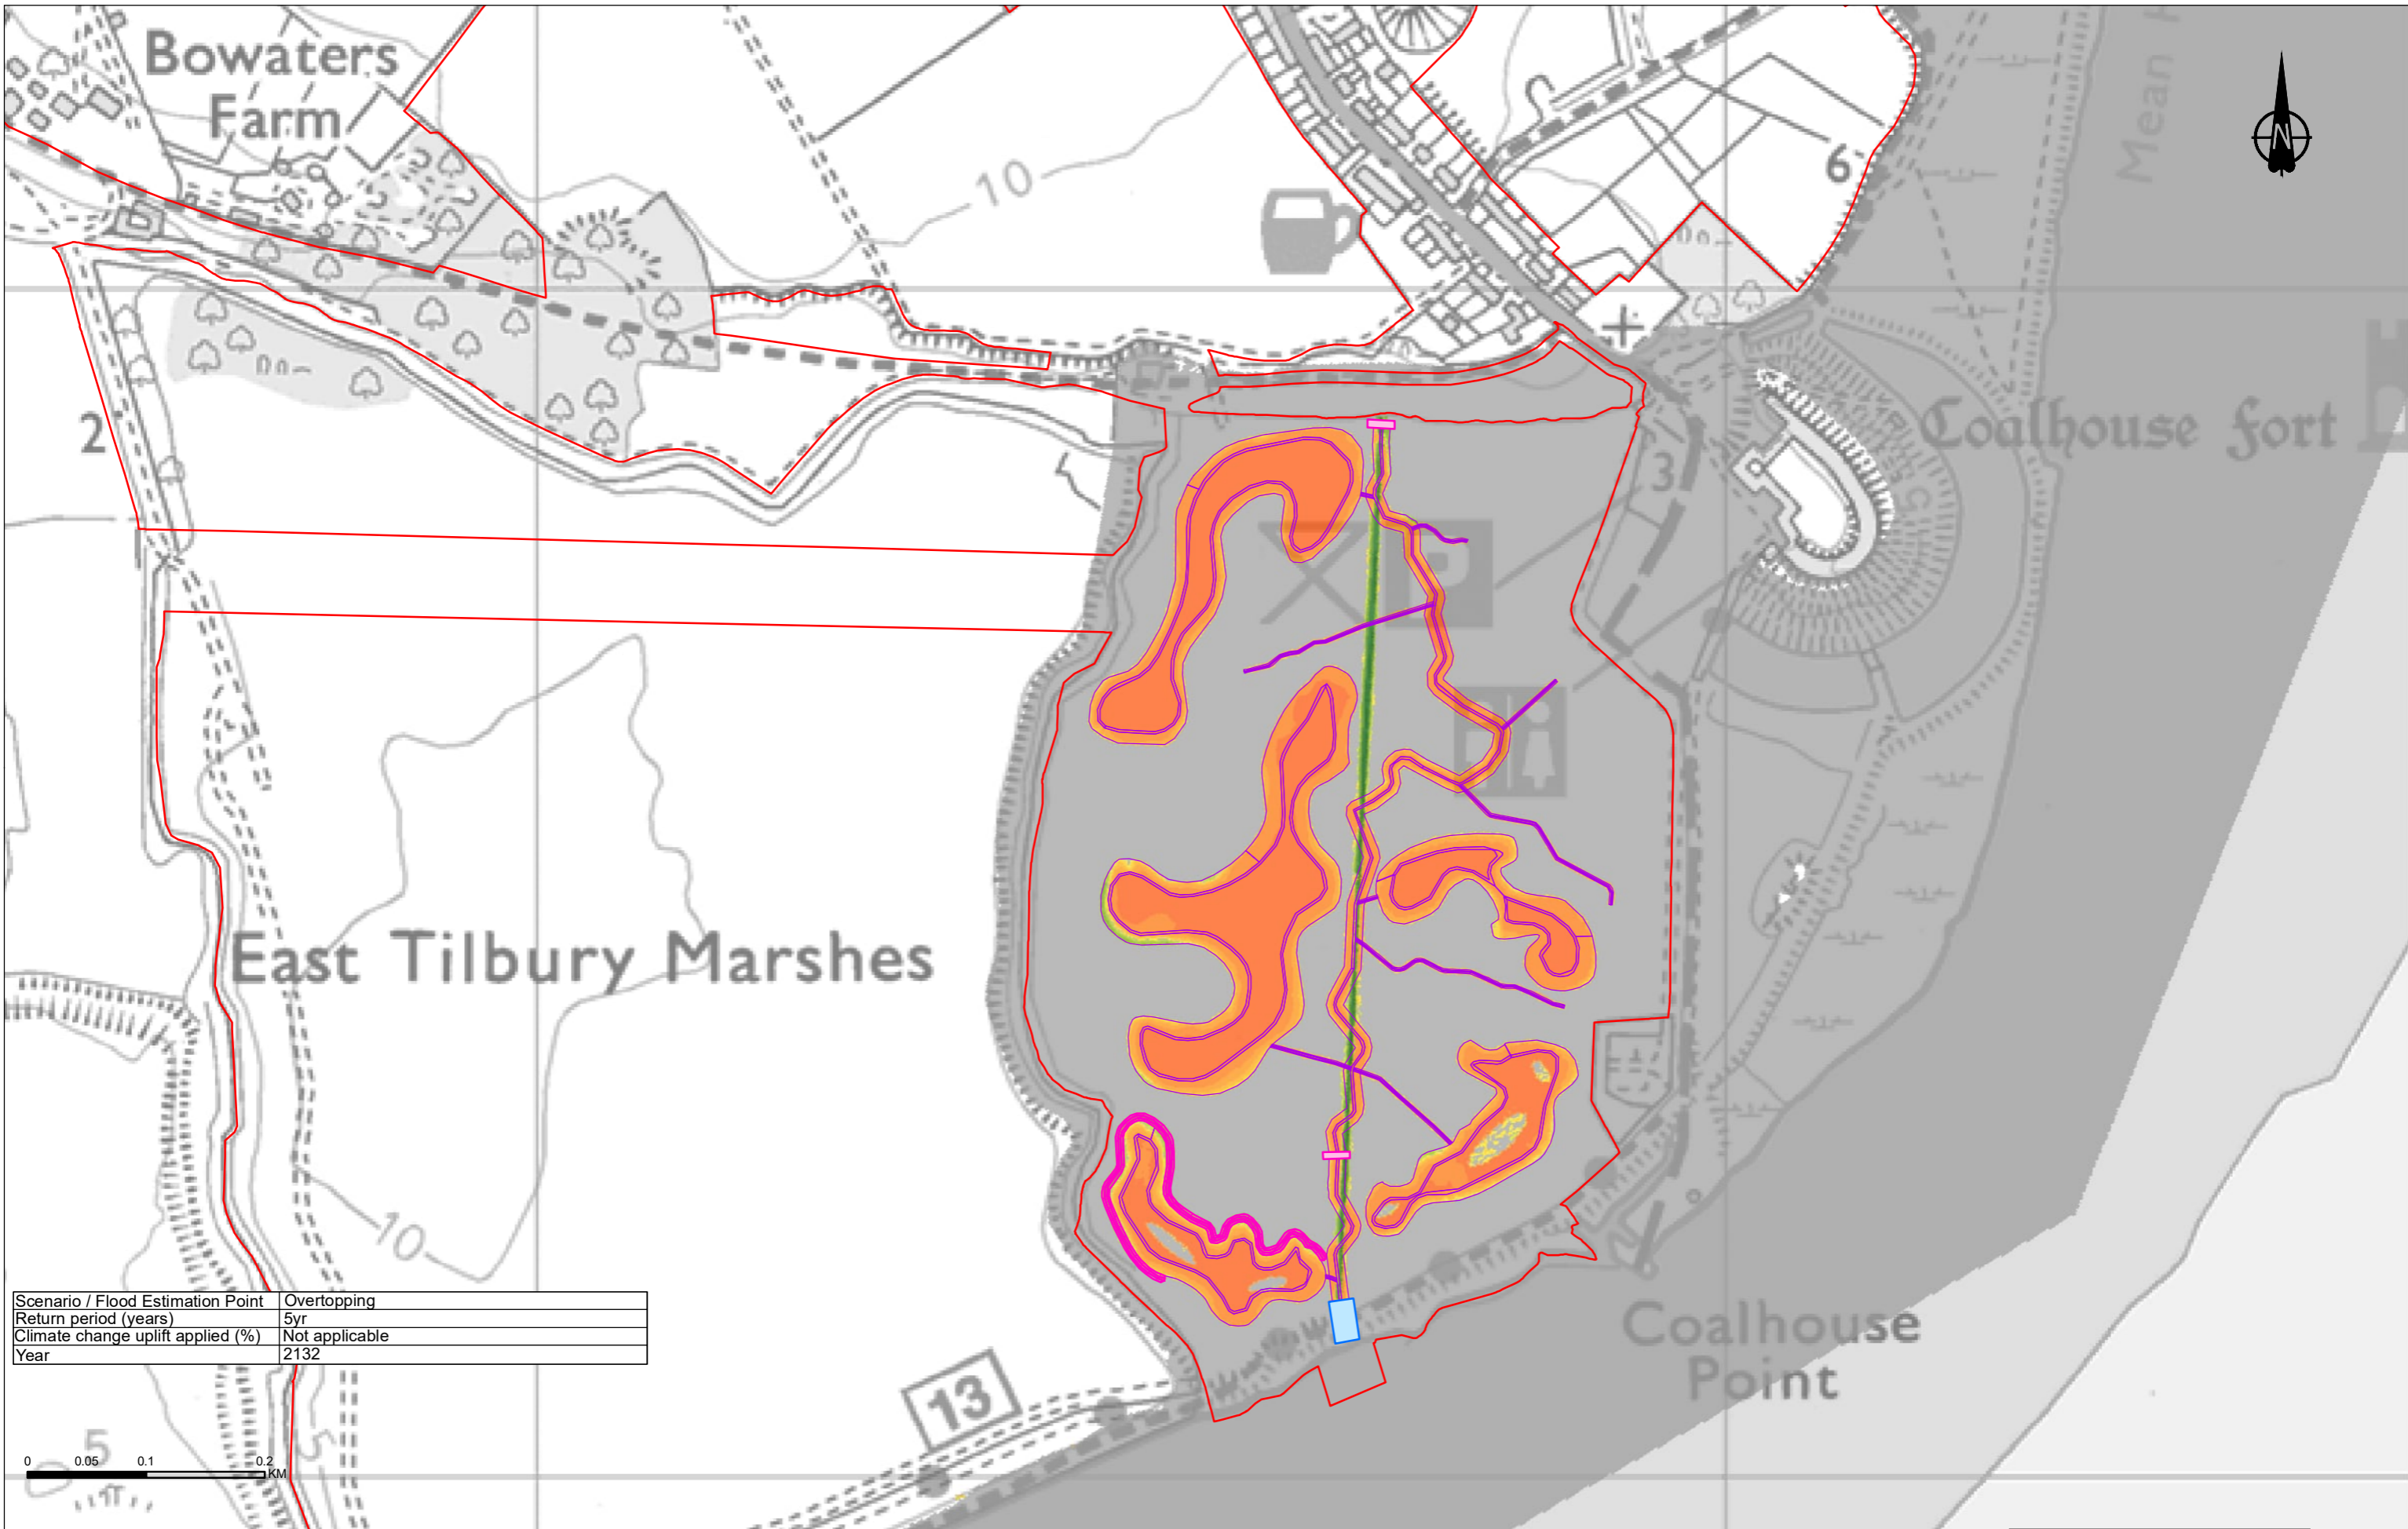 Bowaters
Farm
10
6
Mean
N
2
Coalhouse Fort
3
P
East Tilbury Marshes
10
Scenario / Flood Estimation Point Overtopping
Return period (years) 5yr
Climate change uplift applied (%) Not applicable
Year 2132
Coalhouse
Point
13
5
0 0.05 0.1 0.2
KM